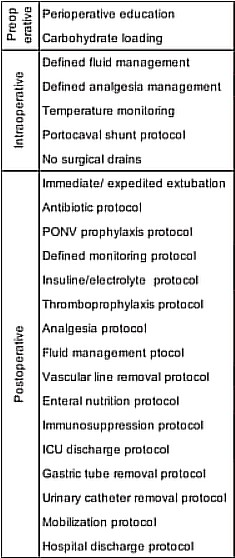 Preop
erative
Perioperative education
Carbohydrate loading
Intraoperative
Defined fluid management
Defined analgesia management
Temperature monitoring
Portocaval shunt protocol
No surgical drains
Postoperative
Immediate/ expedited extubation
Antibiotic protocol
PONV prophylaxis protocol
Defined monitoring protocol
Insuline/electrolyte protocol
Thromboprophylaxis protocol
Analgesia protocol
Fluid management ptocol
Vascular line removal protocol
Enteral nutrition protocol
Immunosuppression protocol
ICU discharge protocol
Gastric tube removal protocol
Urinary catheter removal protocol
Mobilization protocol
Hospital discharge protocol